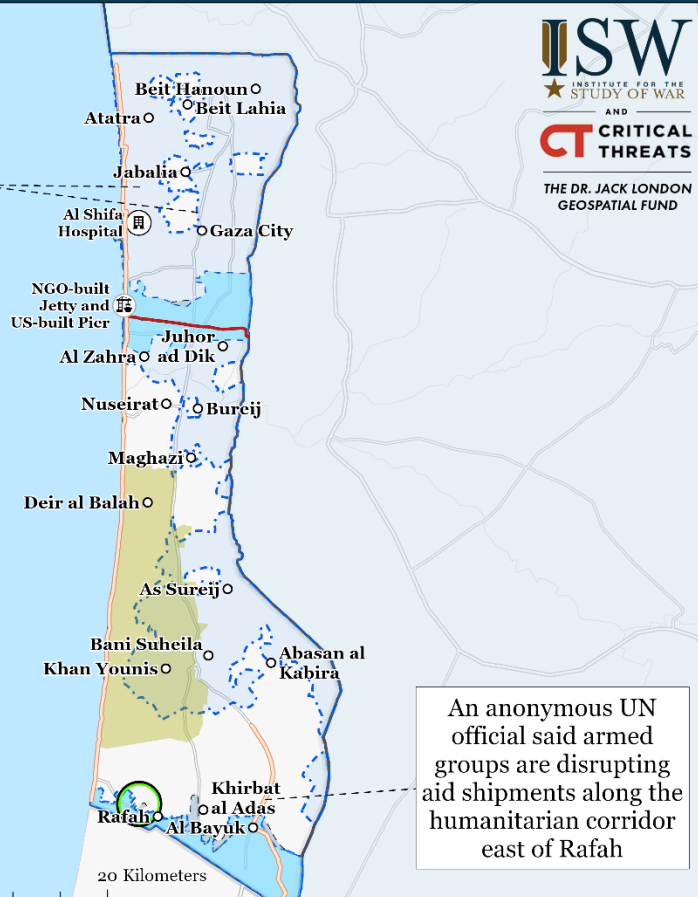 ISW
INSTITUTE FOR THE
STUDY OF WAR
AND
CT CRITICAL
THREATS
THE DR. JACK LONDON
GEOSPATIAL FUND
Beit Hanoun
Beit Lahia
Atatra
Jabalia
Al Shifa
Hospital
Gaza City
NGO-built
Jetty and
US-built Pier
Juhor
ad Dik
Al Zahra
Nuseirat
Bureij
Maghazi
Deir al Balah
As Sureij
Bani Suheila
Abasan al
Kabira
Khan Younis
An anonymous UN
official said armed
groups are disrupting
aid shipments along the
humanitarian corridor
east of Rafah
Khirbat
al Adas
Rafah
Al Bayuk
20 Kilometers